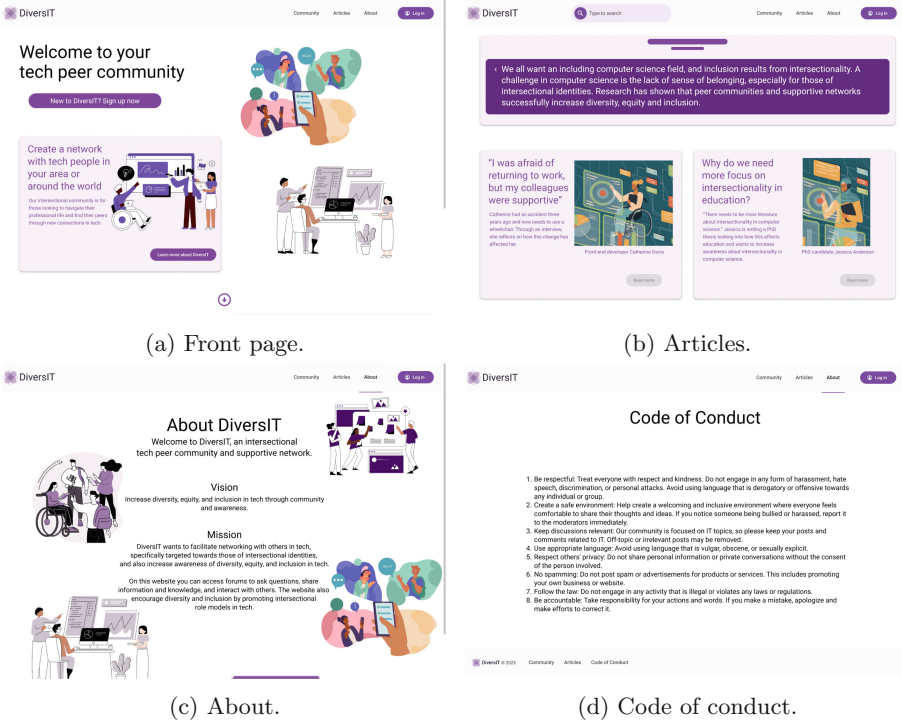 DiversIT
Community Articles About Log in
Welcome to your
tech peer community
New to DiversIT? Sign up now
Create a network
with tech people in
your area or
around the world
Our intersectional community is for
those looking to navigate their
professional life and find their peers
through new connections in tech.
Learn more about DiversIT
HELLO!
(a) Front page.
DiversIT
Type to search
Community Articles About Log in
‹ We all want an including computer science field, and inclusion results from intersectionality. A
challenge in computer science is the lack of sense of belonging, especially for those of
intersectional identities. Research has shown that peer communities and supportive networks
successfully increase diversity, equity and inclusion.
"I was afraid of
returning to work,
but my colleagues
were supportive"
Catherine had an accident three
years ago and now needs to use a
wheelchair. Through an interview,
she reflects on how this change has
affected her.
Front-end developer Catherine Davis
Read more
Why do we need
more focus on
intersectionality in
education?
"There needs to be more literature
about intersectionality in computer
science." Jessica is writing a PhD
thesis looking into how this affects
education and wants to increase
awareness about intersectionality in
computer science.
PhD candidate Jessica Anderson
Read more
(b) Articles.
DiversIT
Community Articles About Log in
About DiversIT
Welcome to DiversIT, an intersectional
tech peer community and supportive network.
Vision
Increase diversity, equity, and inclusion in tech through community
and awareness.
Mission
DiversIT wants to facilitate networking with others in tech,
specifically targeted towards those of intersectional identities,
and also increase awareness of diversity, equity, and inclusion in tech.
On this website you can access forums to ask questions, share
information and knowledge, and interact with others. The website also
encourage diversity and inclusion by promoting intersectional
role models in tech.
HELLO!
(c) About.
DiversIT
Community Articles About Log in
Code of Conduct
1. Be respectful: Treat everyone with respect and kindness. Do not engage in any form of harassment, hate
speech, discrimination, or personal attacks. Avoid using language that is derogatory or offensive towards
any individual or group.
2. Create a safe environment: Help create a welcoming and inclusive environment where everyone feels
comfortable to share their thoughts and ideas. If you notice someone being bullied or harassed, report it
to the moderators immediately.
3. Keep discussions relevant: Our community is focused on IT topics, so please keep your posts and
comments related to IT. Off-topic or irrelevant posts may be removed.
4. Use appropriate language: Avoid using language that is vulgar, obscene, or sexually explicit.
5. Respect others' privacy: Do not share personal information or private conversations without the consent
of the person involved.
6. No spamming: Do not post spam or advertisements for products or services. This includes promoting
your own business or website.
7. Follow the law: Do not engage in any activity that is illegal or violates any laws or regulations.
8. Be accountable: Take responsibility for your actions and words. If you make a mistake, apologize and
make efforts to correct it.
DiversIT © 2023 Community Articles Code of Conduct
(d) Code of conduct.